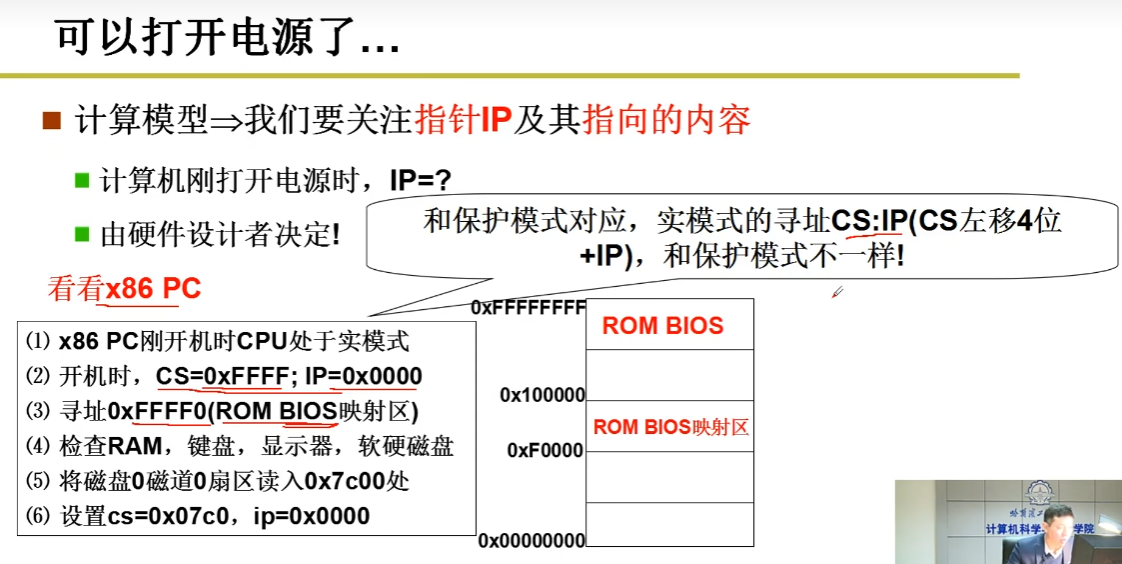 可以打开电源了...
计算模型⇒我们要关注指针IP及其指向的内容
计算机刚打开电源时，IP=?
由硬件设计者决定!
和保护模式对应，实模式的寻址CS:IP(CS左移4位
+IP)，和保护模式不一样!
看看x86 PC
⑴ x86 PC刚开机时CPU处于实模式
⑵ 开机时，CS=0xFFFF; IP=0x0000
⑶ 寻址0xFFFF0(ROM BIOS映射区)
⑷ 检查RAM，键盘，显示器，软硬磁盘
⑸ 将磁盘0磁道0扇区读入0x7c00处
⑹ 设置cs=0x07c0，ip=0x0000
0xFFFFFFFF
ROM BIOS
0x100000
ROM BIOS映射区
0xF0000
0x00000000
计算机科学
学院